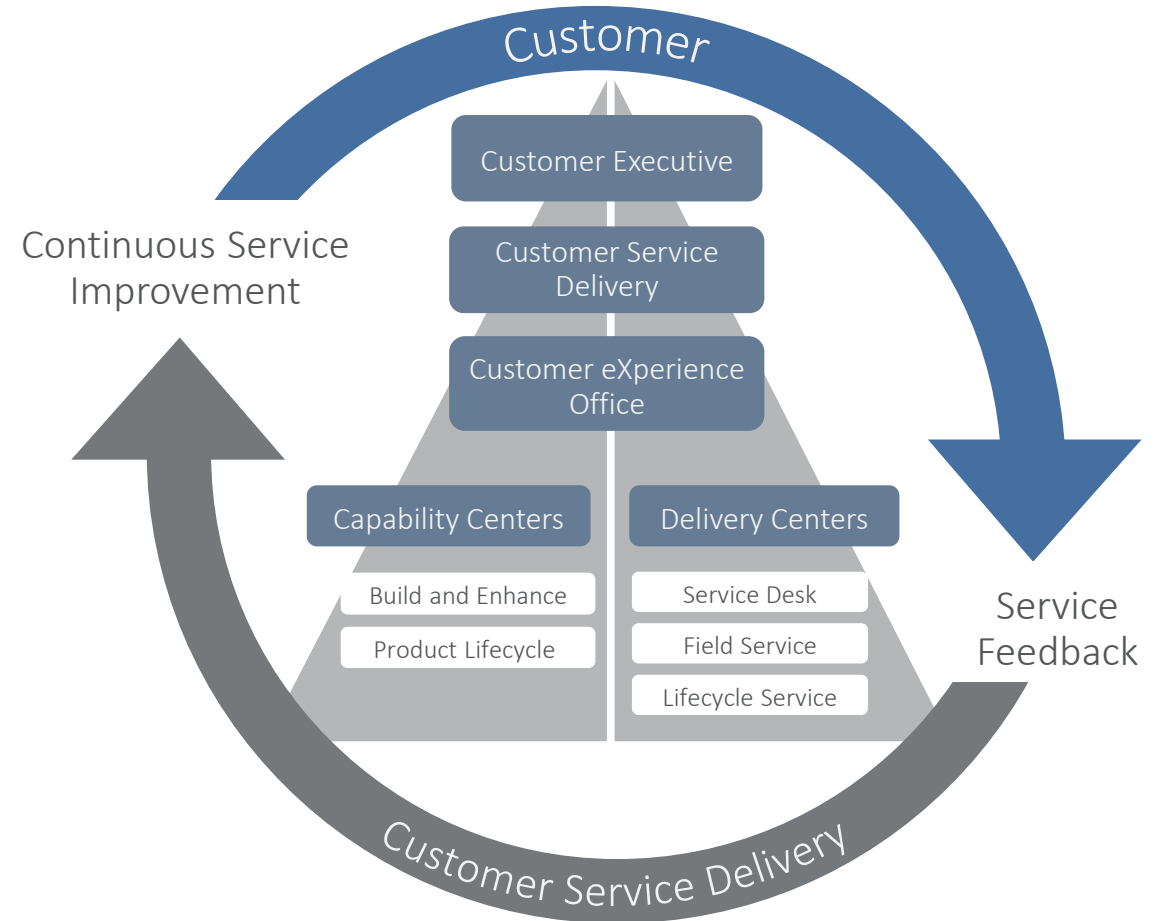 Customer
Customer Executive
Continuous Service
Improvement
Customer Service
Delivery
Customer eXperience
Office
Capability Centers
Delivery Centers
Build and Enhance
Product Lifecycle
Service Desk
Field Service
Lifecycle Service
Service
Feedback
Customer Service Delivery